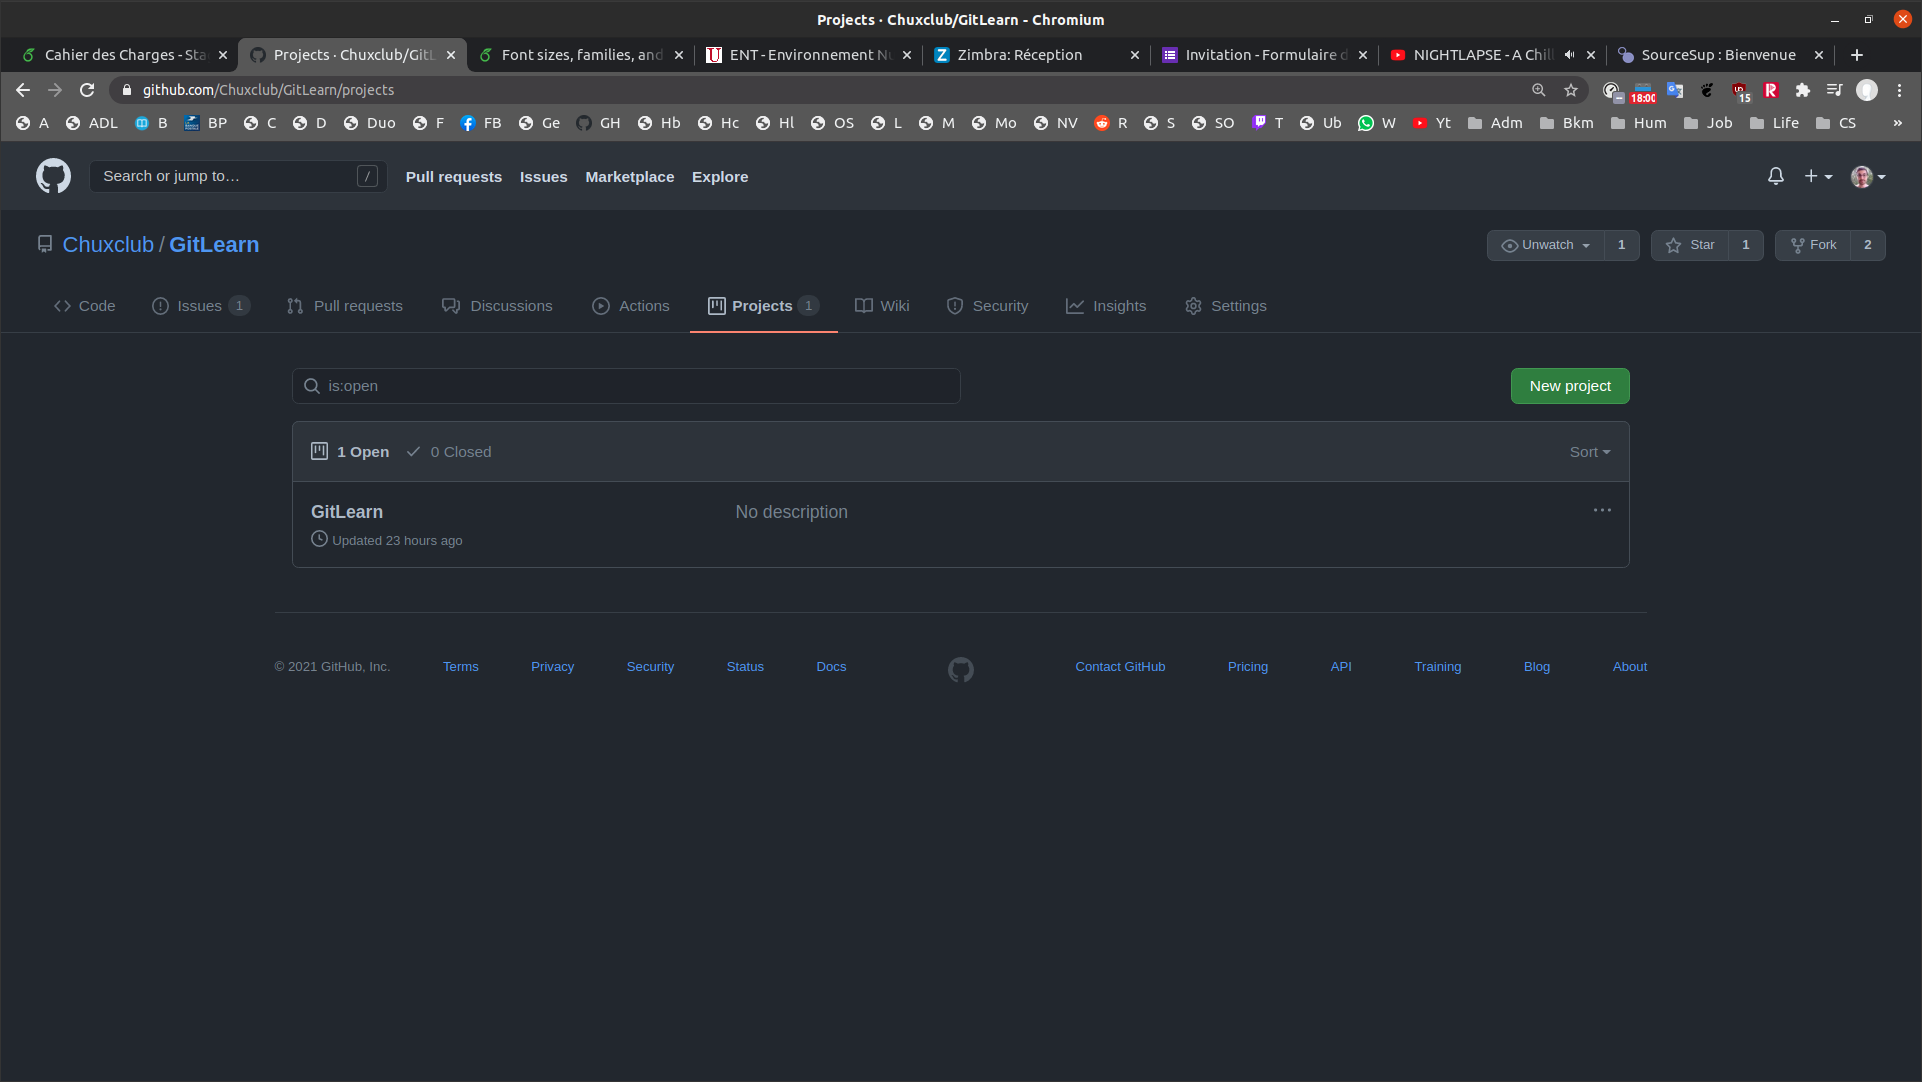 Projects · Chuxclub/GitLearn - Chromium
Cahier des Charges - Sta Projects · Chuxclub/GitL Font sizes, families, and ENT - Environnement Nu Zimbra: Réception Invitation - Formulaire d NIGHTLAPSE - A Chill SourceSup : Bienvenue
github.com/Chuxclub/GitLearn/projects 18:00 15
A ADL B BP C D Duo F FB Ge GH Hb Hc Hl OS L M Mo NV R S SO T Ub W Yt Adm Bkm Hum Job Life CS »
Search or jump to… / Pull requests Issues Marketplace Explore
Chuxclub / GitLearn Unwatch 1 Star 1 Fork 2
Code Issues 1 Pull requests Discussions Actions Projects 1 Wiki Security Insights Settings
is:open New project
1 Open 0 Closed Sort
GitLearn No description
Updated 23 hours ago
© 2021 GitHub, Inc. Terms Privacy Security Status Docs Contact GitHub Pricing API Training Blog About